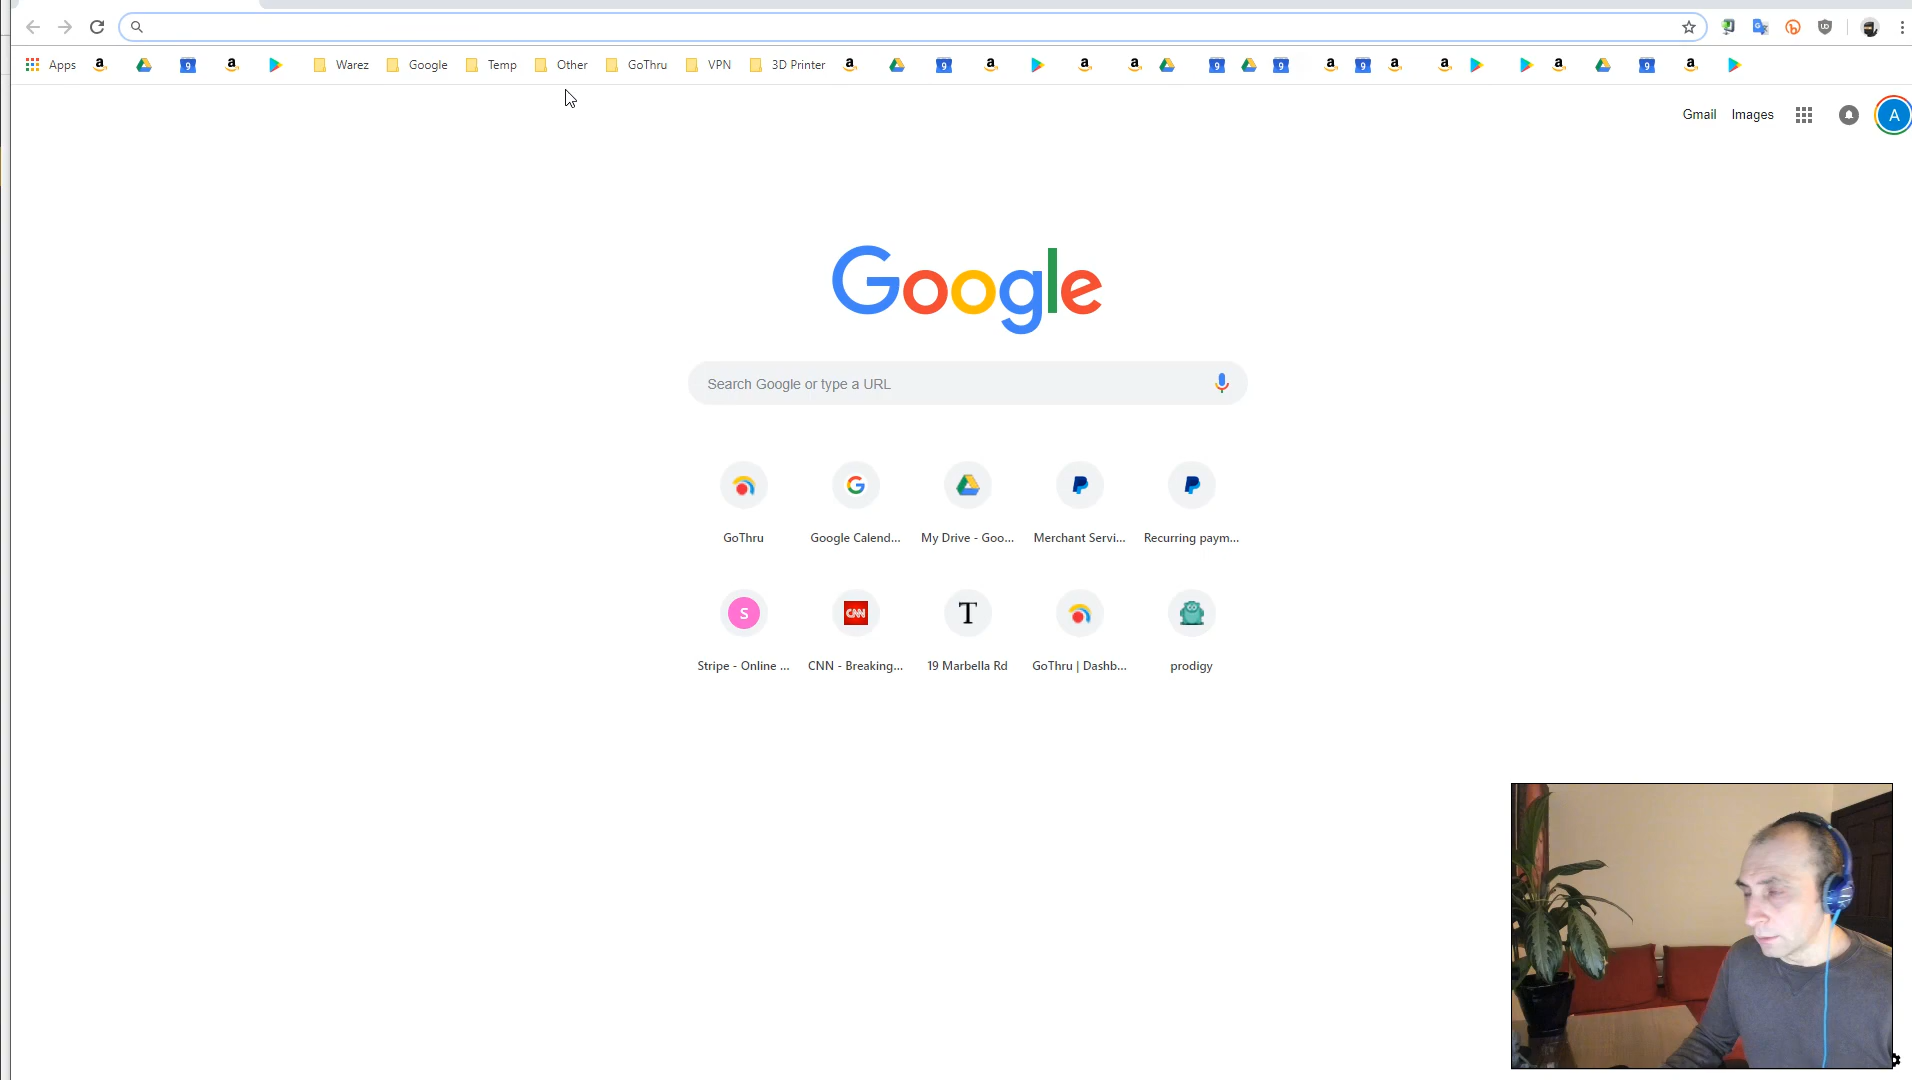 Apps Warez Google Temp Other GoThru VPN 3D Printer
Gmail Images
A
Google
Search Google or type a URL
GoThru Google Calend... My Drive - Goo... Merchant Servi... Recurring paym...
S CNN T
Stripe - Online ... CNN - Breaking... 19 Marbella Rd GoThru | Dashb... prodigy